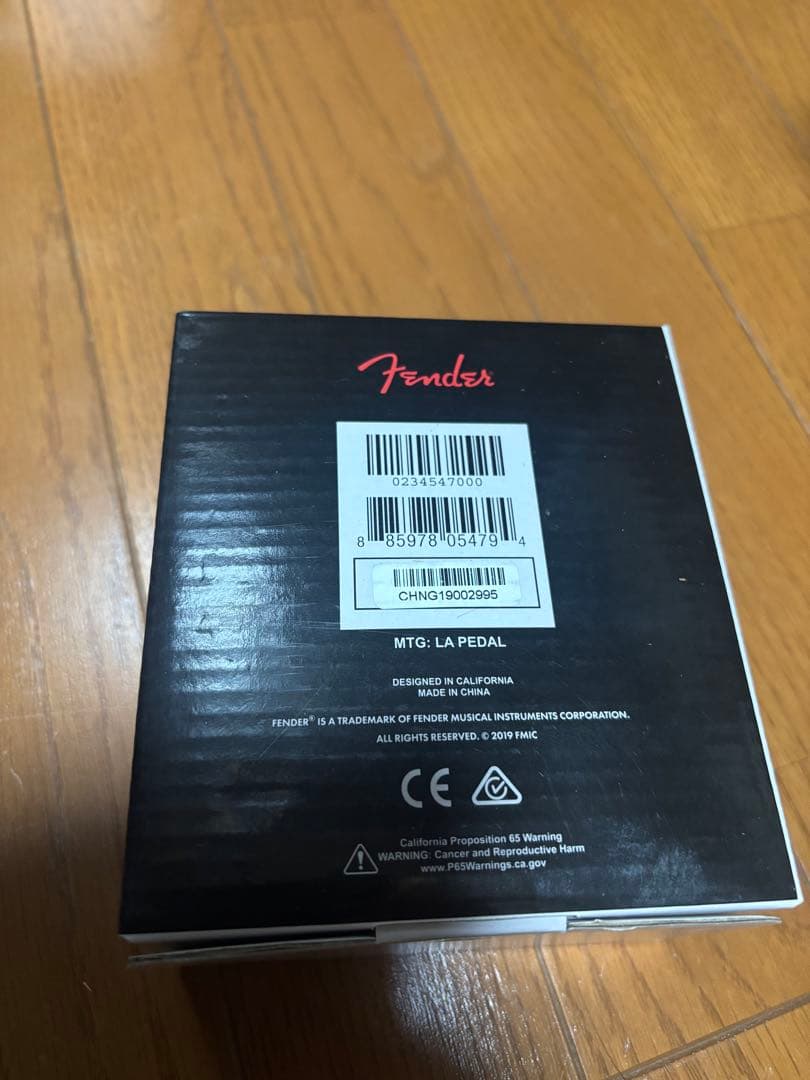 Fender
0234547000
8 85978 05479 4
CHNG19002995
MTG: LA PEDAL
DESIGNED IN CALIFORNIA
MADE IN CHINA
FENDER® IS A TRADEMARK OF FENDER MUSICAL INSTRUMENTS CORPORATION.
ALL RIGHTS RESERVED. © 2019 FMIC
CE
California Proposition 65 Warning
WARNING: Cancer and Reproductive Harm
www.P65Warnings.ca.gov